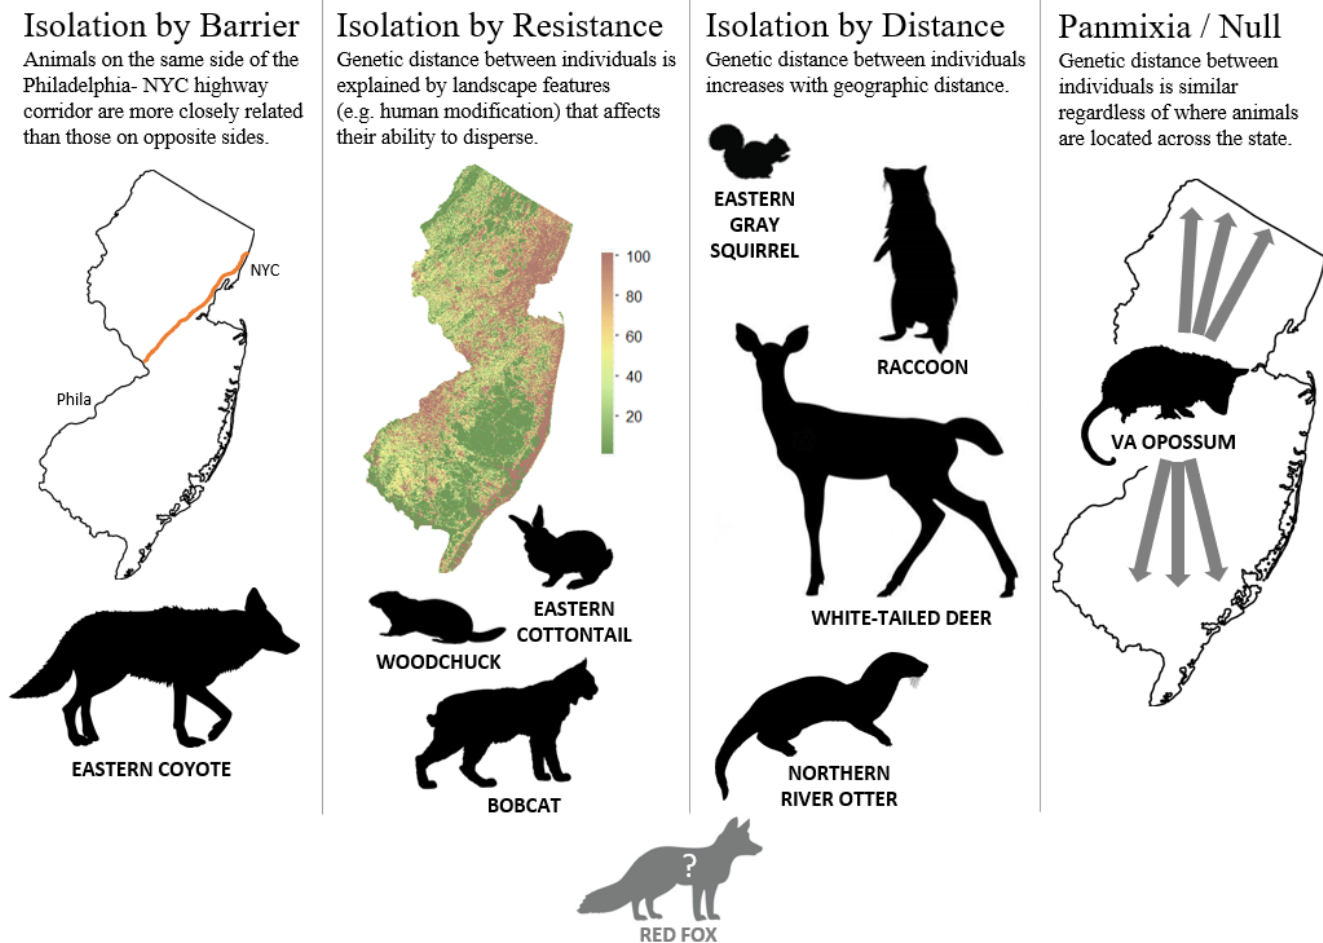 Isolation by Barrier
Animals on the same side of the
Philadelphia- NYC highway
corridor are more closely related
than those on opposite sides.
NYC
Phila
EASTERN COYOTE
Isolation by Resistance
Genetic distance between individuals is
explained by landscape features
(e.g. human modification) that affects
their ability to disperse.
100
80
60
40
20
EASTERN
COTTONTAIL
WOODCHUCK
BOBCAT
Isolation by Distance
Genetic distance between individuals
increases with geographic distance.
EASTERN
GRAY
SQUIRREL
RACCOON
WHITE-TAILED DEER
NORTHERN
RIVER OTTER
Panmixia / Null
Genetic distance between
individuals is similar
regardless of where animals
are located across the state.
VA OPOSSUM
?
RED FOX